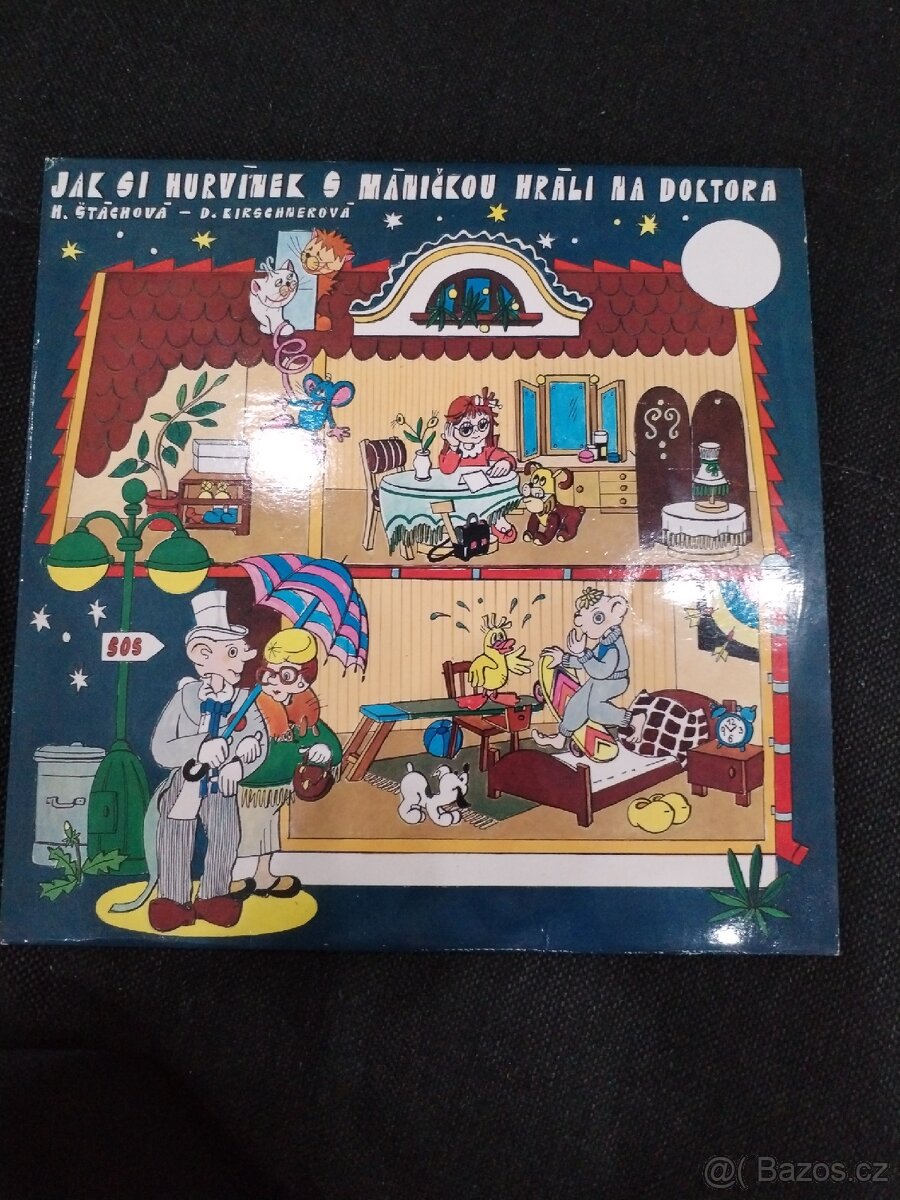 JAK SI HURVÍNEK S MÁNIČKOU HRÁLI NA DOKTORA
H. ŠTÁCHOVÁ – D. KIRSCHNEROVÁ
SOS
@( Bazos.cz